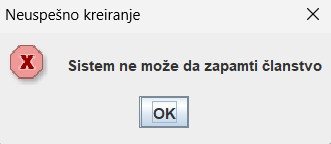 Neuspešno kreiranje
Sistem ne može da zapamti članstvo
OK